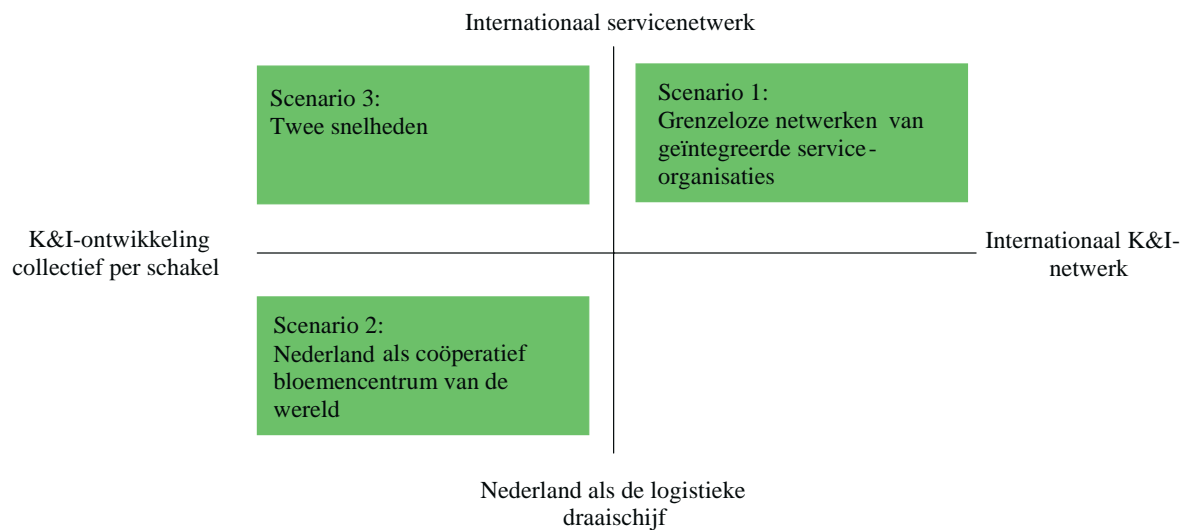 Internationaal servicenetwerk
Scenario 3:
Twee snelheden
Scenario 1:
Grenzeloze netwerken van
geïntegreerde service-
organisaties
K&I-ontwikkeling
collectief per schakel
Internationaal K&I-
netwerk
Scenario 2:
Nederland als coöperatief
bloemencentrum van de
wereld
Nederland als de logistieke
draaischijf